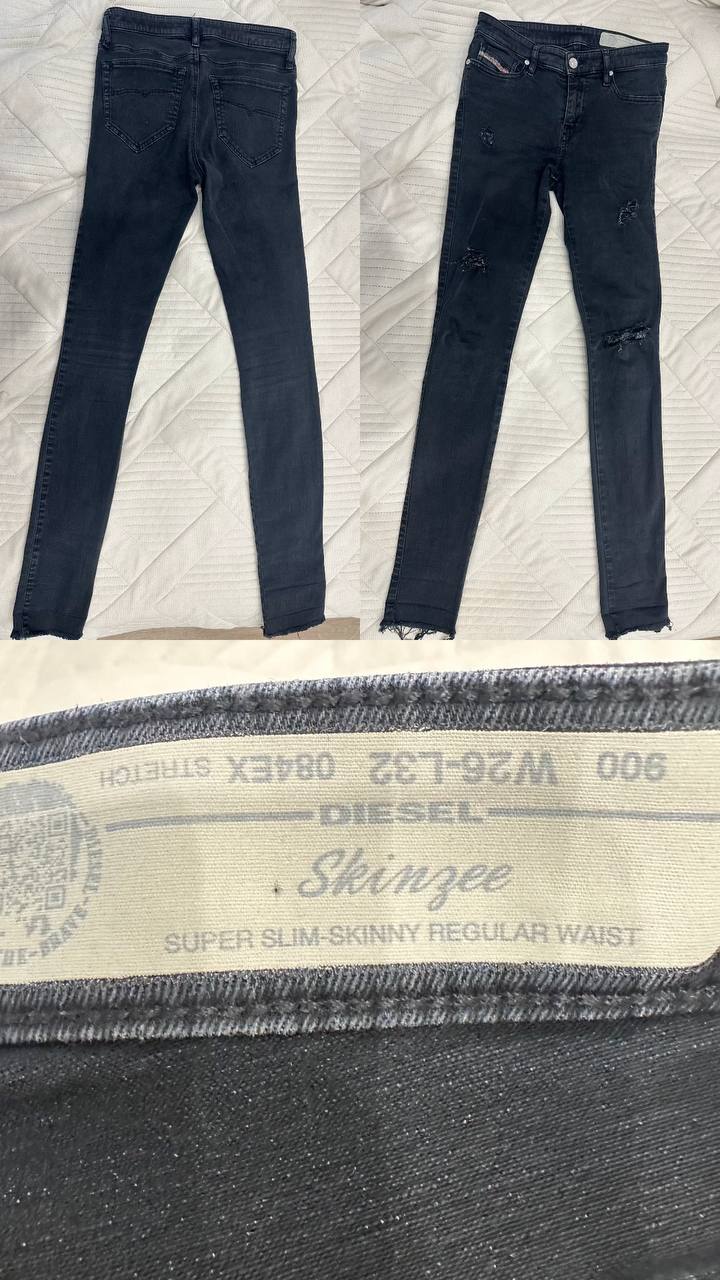 900 W26-L32 084EX STRETCH
DIESEL
Skinzee
SUPER SLIM-SKINNY REGULAR WAIST